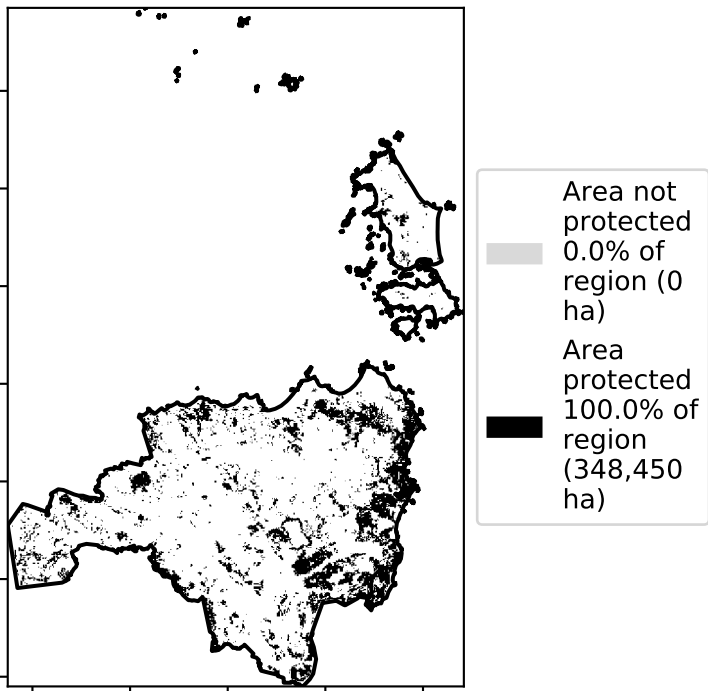 Area not
protected
0.0% of
region (0
ha)
Area
protected
100.0% of
region
(348,450
ha)